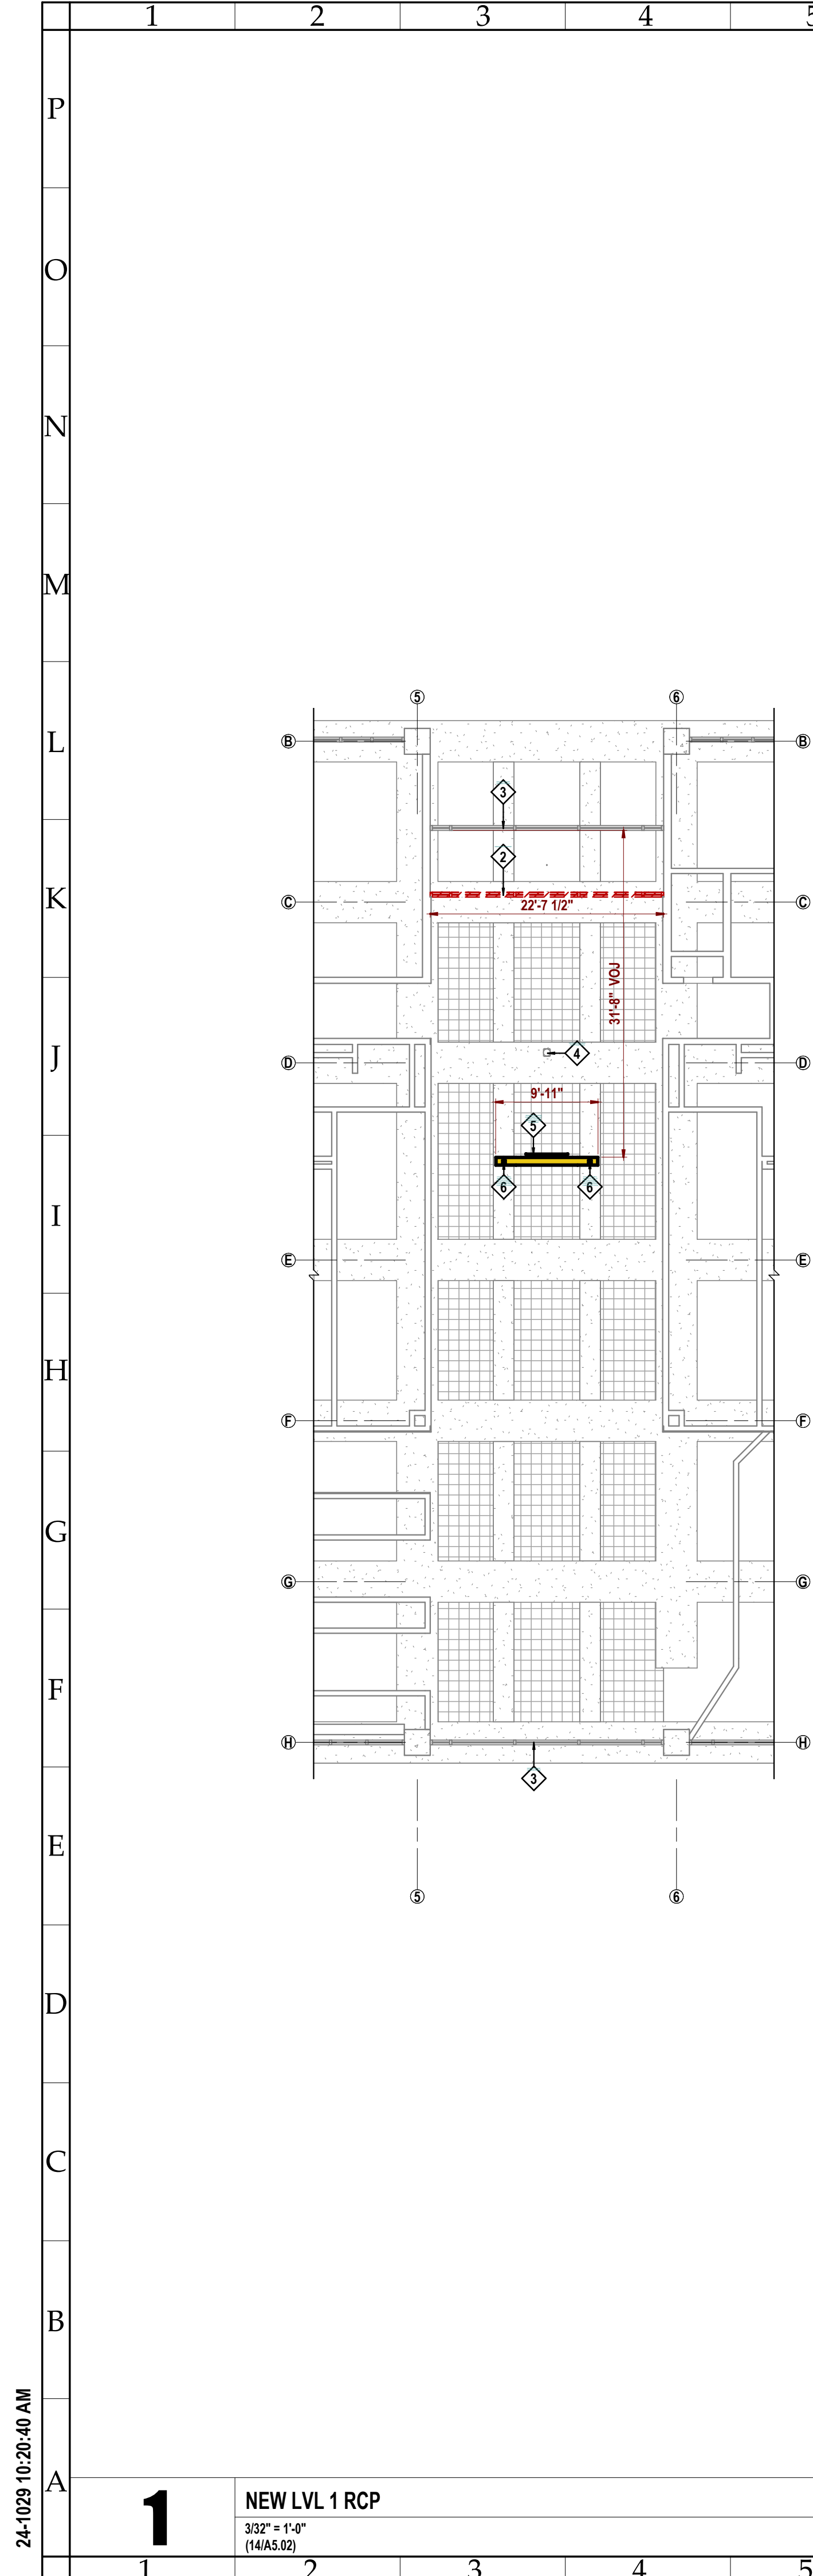 1 2 3 4 5
P
O
N
M
5 6
L
B B
3
2
K
C 22'-7 1/2" C
31'-8" VOJ
J
D 4 D
9'-11"
5
6 6
I
E E
H
F F
G
G G
F
H H
3
E
5 6
D
C
B
A
24-1029 10:20:40 AM
1
NEW LVL 1 RCP
3/32" = 1'-0"
(14/A5.02)
1 2 3 4 5